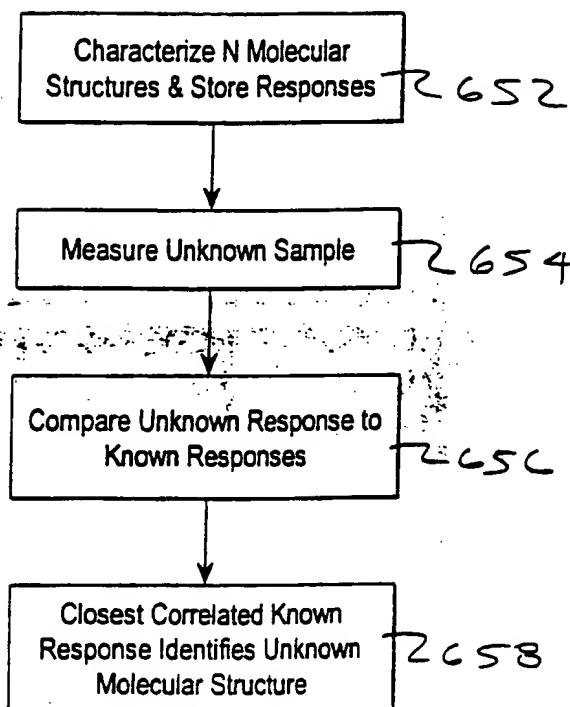 Characterize N Molecular
Structures & Store Responses
652
Measure Unknown Sample
654
Compare Unknown Response to
Known Responses
656
Closest Correlated Known
Response Identifies Unknown
Molecular Structure
658